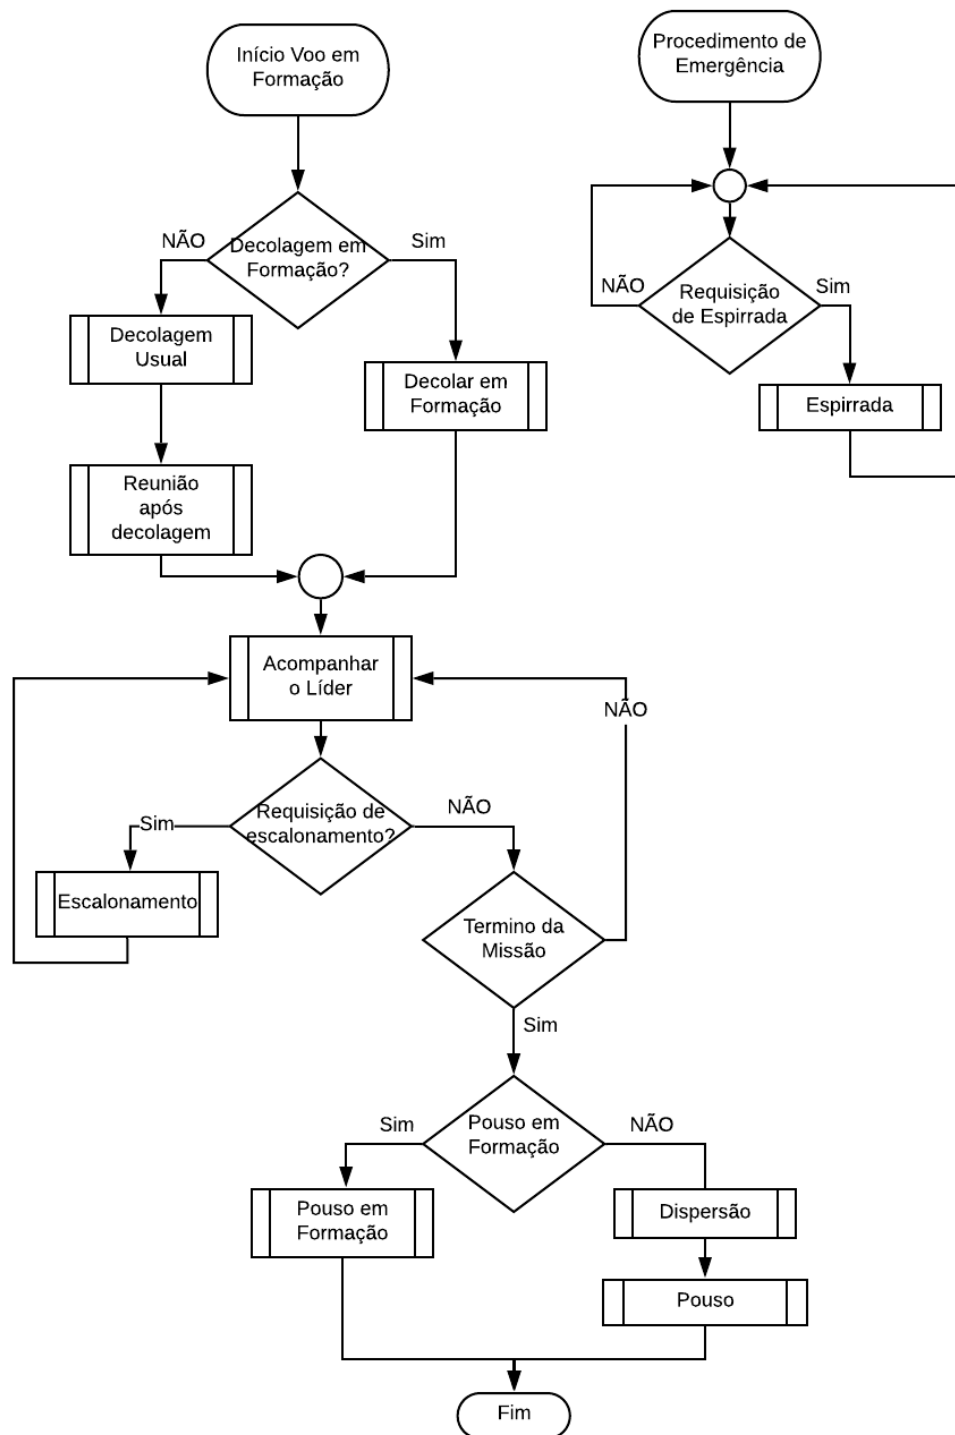 Início Voo em
Formação
Procedimento de
Emergência
NÃO
Decolagem em
Formação?
Sim
NÃO
Requisição
de Espirrada
Sim
Decolagem
Usual
Decolar em
Formação
Espirrada
Reunião
após
decolagem
Acompanhar
o Líder
NÃO
Requisição de
escalonamento?
NÃO
Sim
Escalonamento
Termino da
Missão
Sim
Sim
Pouso em
Formação
NÃO
Pouso em
Formação
Dispersão
Pouso
Fim